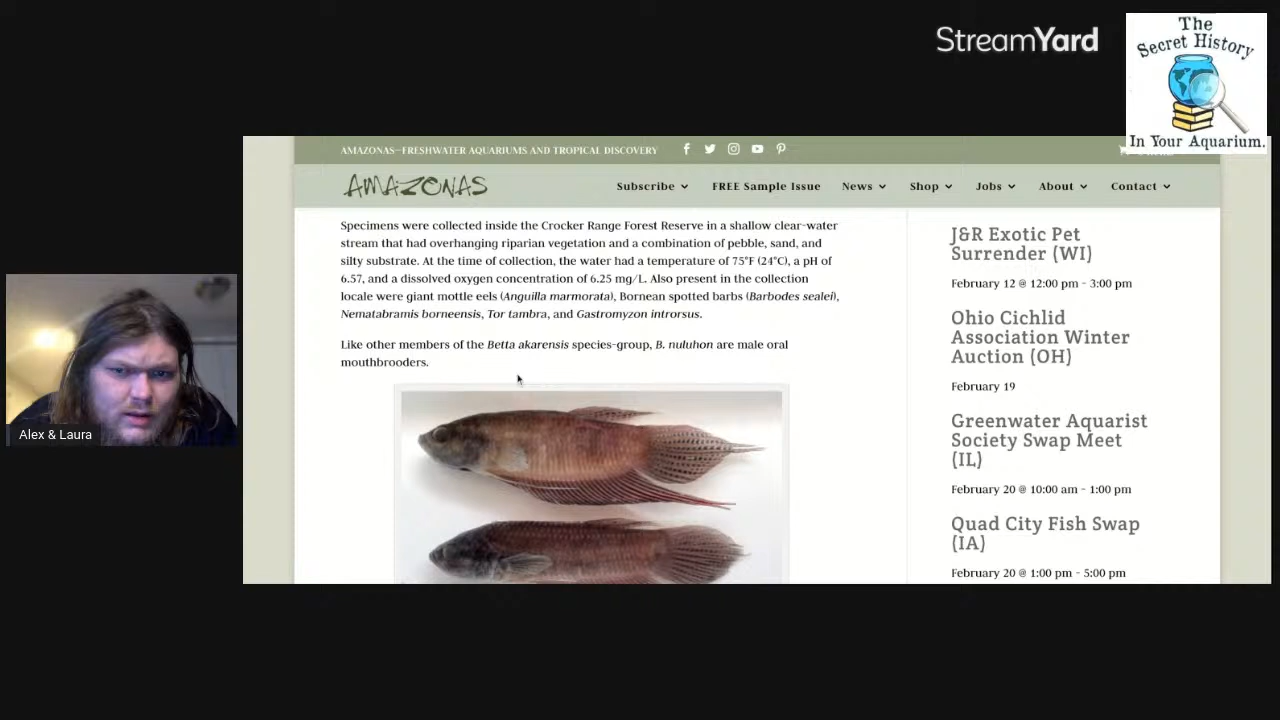 StreamYard
The
Secret History
In Your Aquarium.
AMAZONAS—FRESHWATER AQUARIUMS AND TROPICAL DISCOVERY
AMAZONAS
Subscribe
FREE Sample Issue
News
Shop
Jobs
About
Contact
Specimens were collected inside the Crocker Range Forest Reserve in a shallow clear-water
stream that had overhanging riparian vegetation and a combination of pebble, sand, and
silty substrate. At the time of collection, the water had a temperature of 75°F (24°C), a pH of
6.57, and a dissolved oxygen concentration of 6.25 mg/L. Also present in the collection
locale were giant mottle eels (Anguilla marmorata), Bornean spotted barbs (Barbodes sealei),
Nematabramis borneensis, Tor tambra, and Gastromyzon introrsus.
Like other members of the Betta akarensis species-group, B. nuluhon are male oral
mouthbrooders.
J&R Exotic Pet
Surrender (WI)
February 12 @ 12:00 pm - 3:00 pm
Ohio Cichlid
Association Winter
Auction (OH)
February 19
Greenwater Aquarist
Society Swap Meet
(IL)
February 20 @ 10:00 am - 1:00 pm
Quad City Fish Swap
(IA)
February 20 @ 1:00 pm - 5:00 pm
Alex & Laura